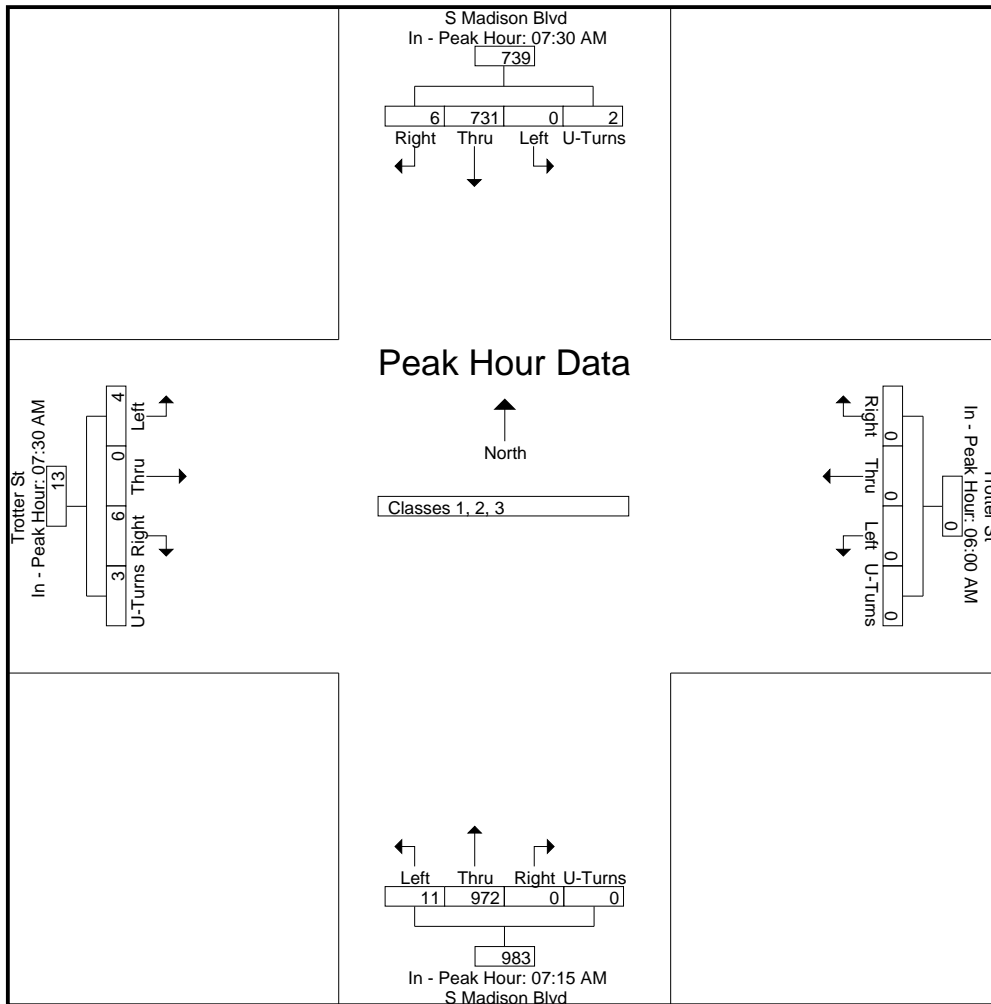 S Madison Blvd
In - Peak Hour: 07:30 AM
739
6 731 0 2
Right Thru Left U-Turns
Peak Hour Data
North
Classes 1, 2, 3
Trotter St
In - Peak Hour: 07:30 AM
13
4 0 6 3
Left Thru Right U-Turns
Trotter St
In - Peak Hour: 06:00 AM
0
0 0 0 0
Right Thru Left U-Turns
Left Thru Right U-Turns
11 972 0 0
983
In - Peak Hour: 07:15 AM
S Madison Blvd